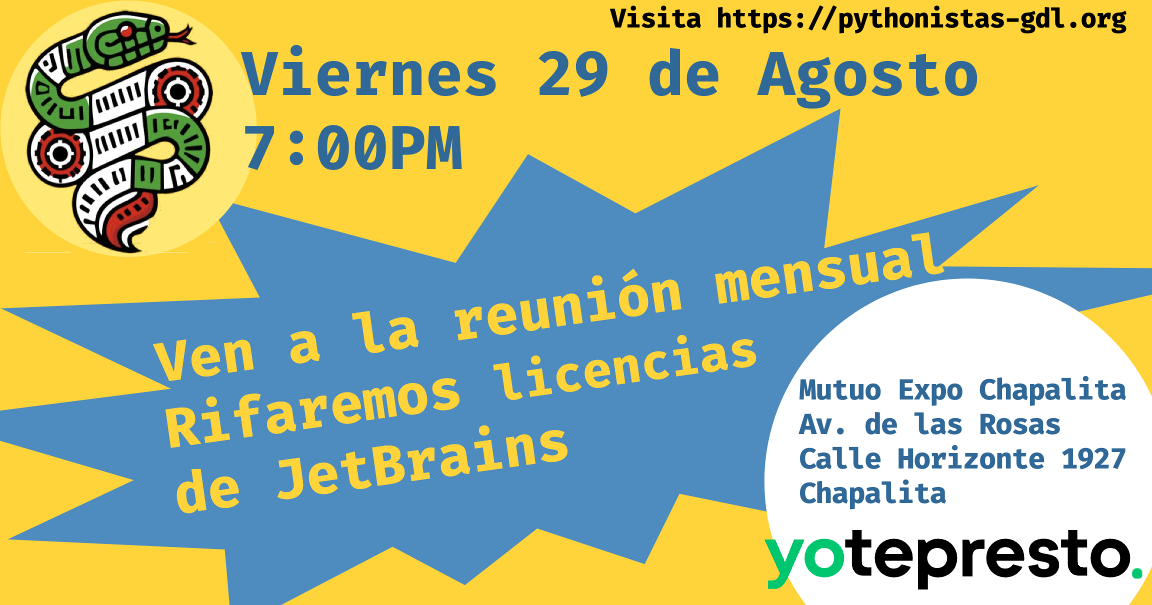 Visita https://pythonistas-gdl.org
Viernes 29 de Agosto
7:00PM
Ven a la reunión mensual
Rifaremos licencias
de JetBrains
Mutuo Expo Chapalita
Av. de las Rosas
Calle Horizonte 1927
Chapalita
yotepresto.